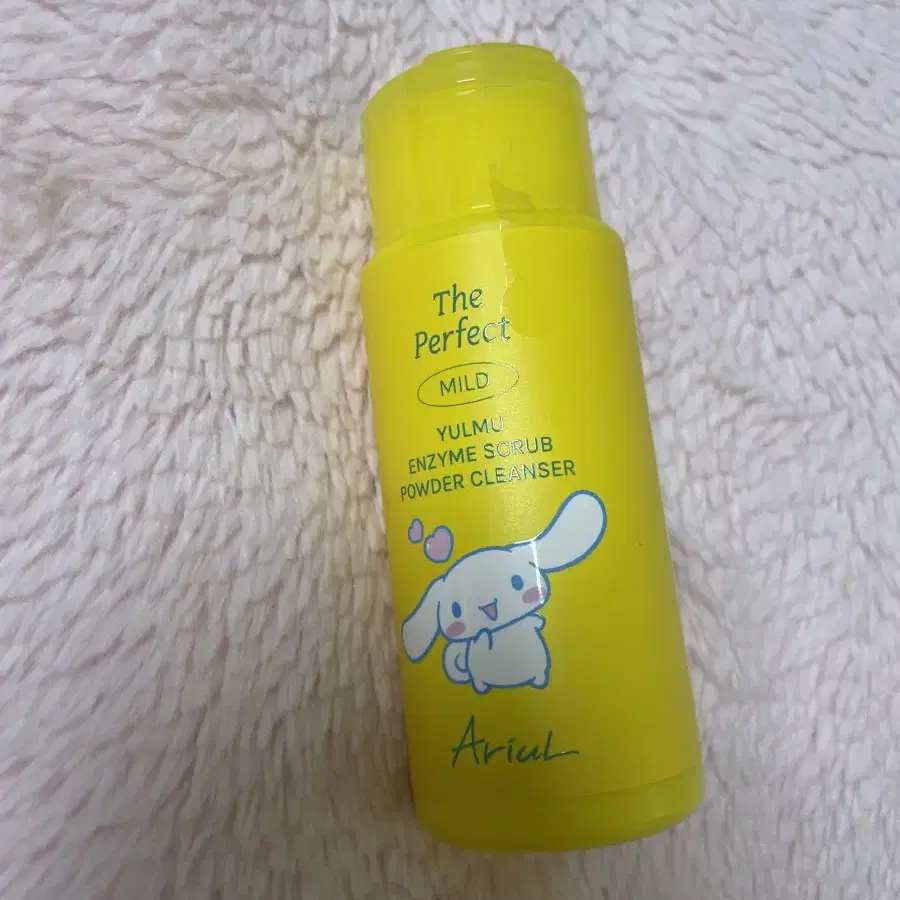 The
Perfect
MILD
YULMU
ENZYME SCRUB
POWDER CLEANSER
Ariul